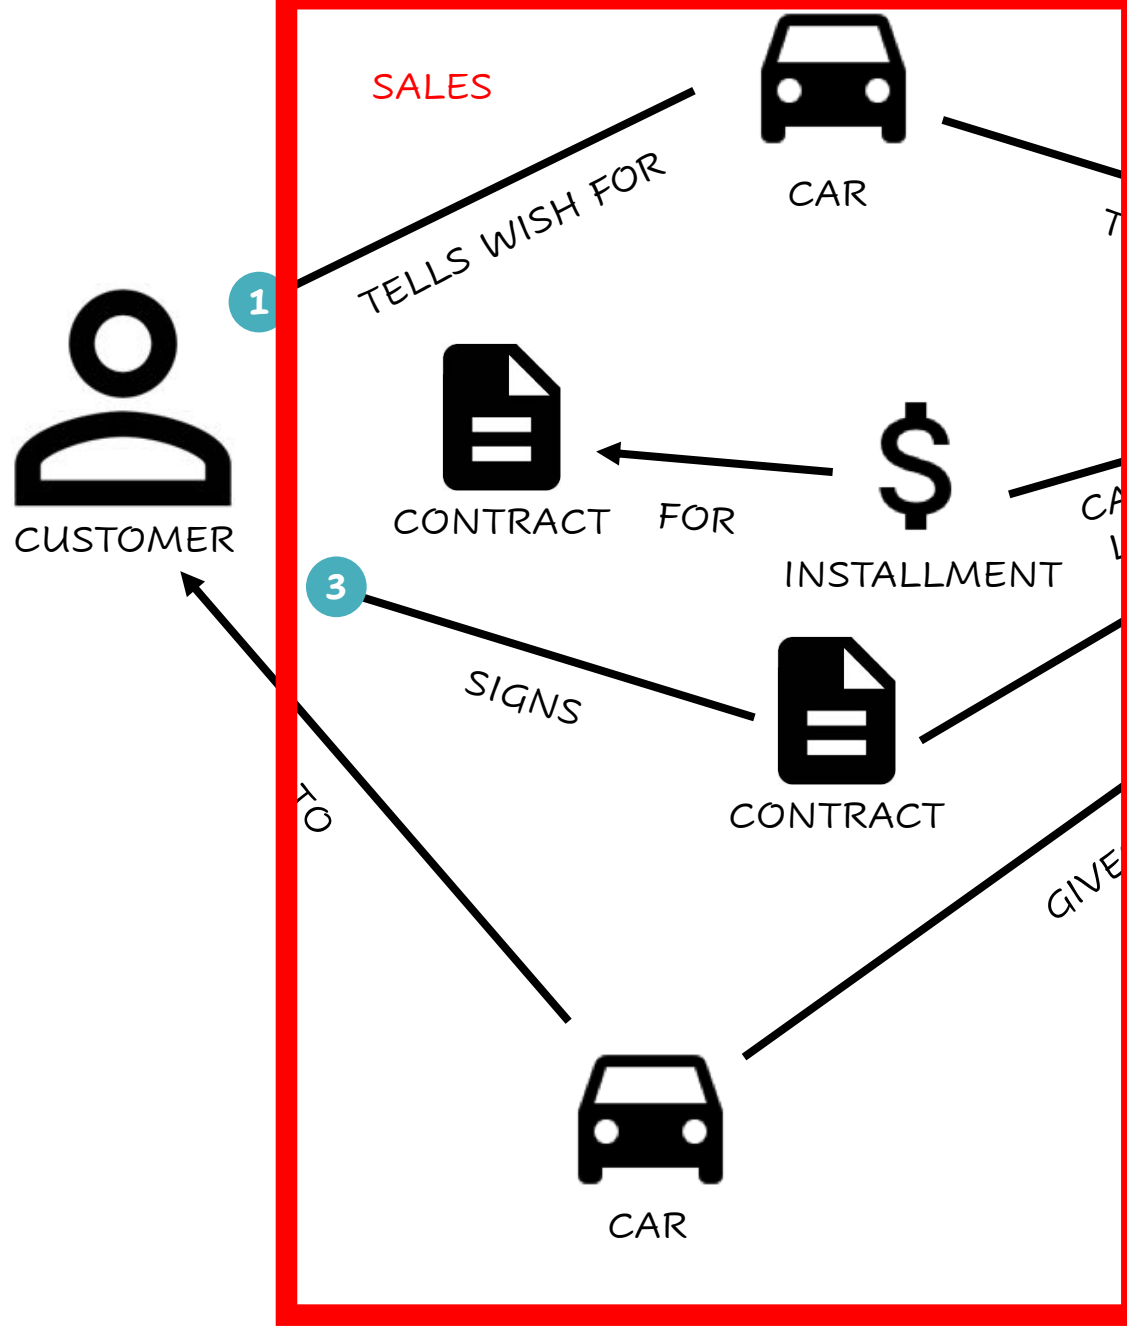 SALES
CAR
TELLS WISH FOR
1
CONTRACT
FOR
INSTALLMENT
CUSTOMER
3
SIGNS
CONTRACT
TO
CAR